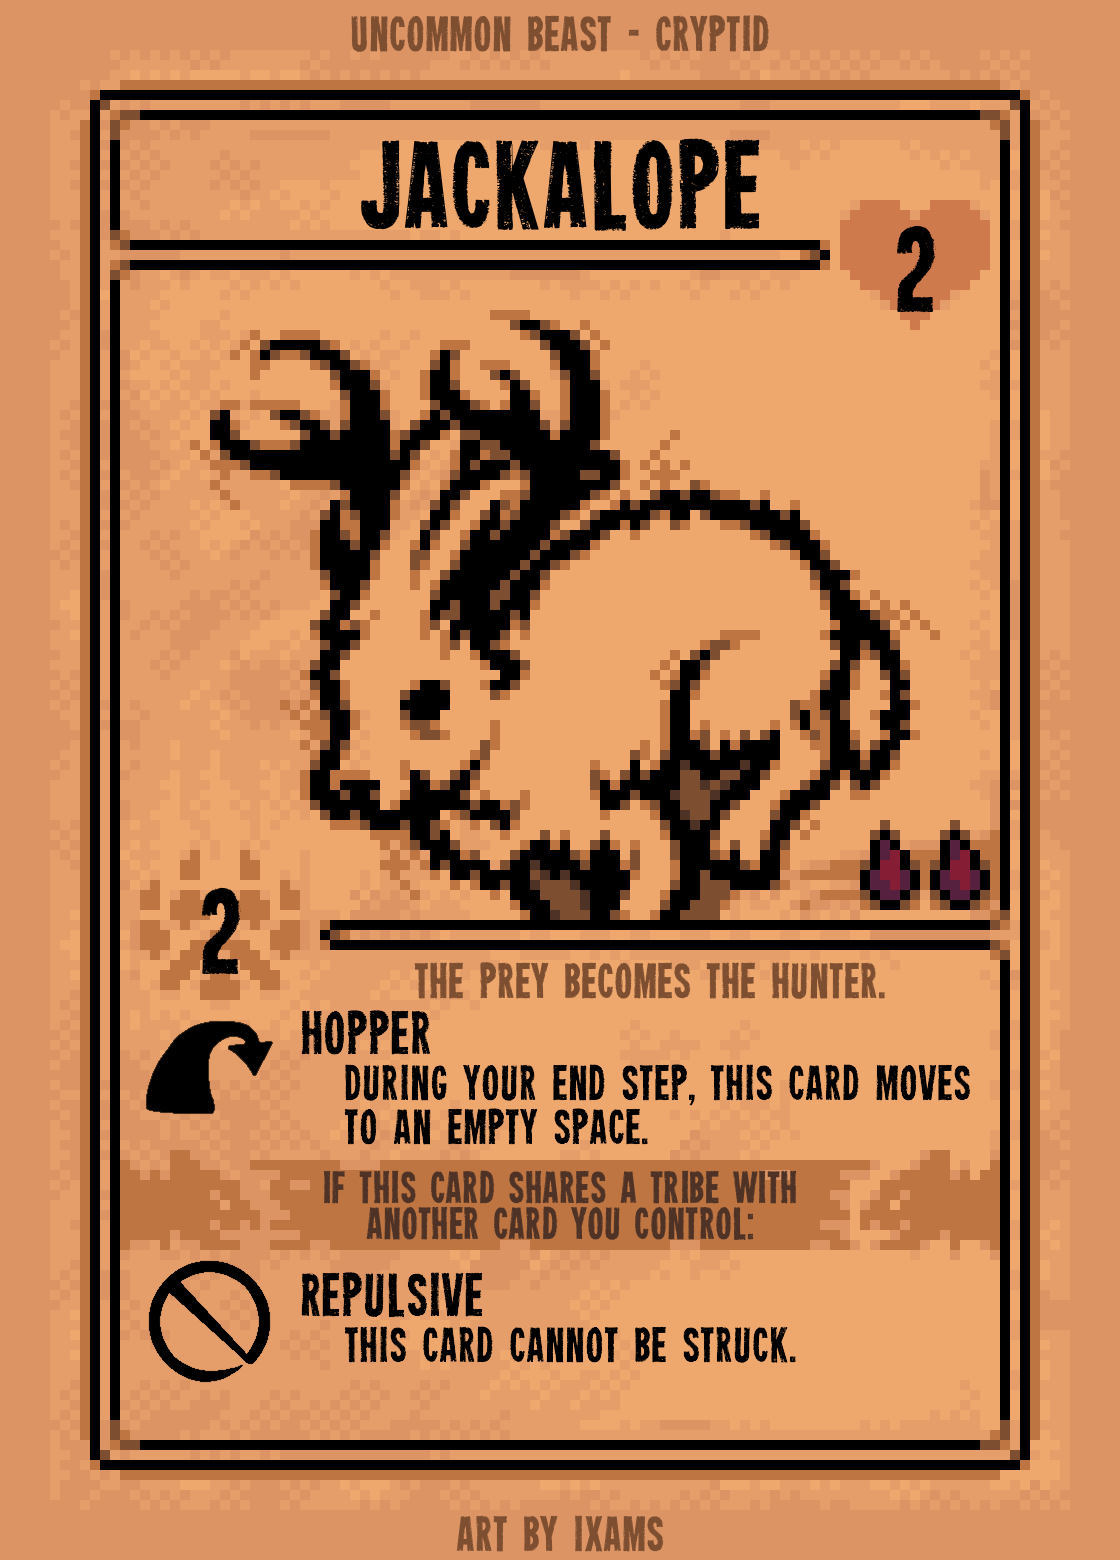 UNCOMMON BEAST - CRYPTID
JACKALOPE
2
2
THE PREY BECOMES THE HUNTER.
HOPPER
DURING YOUR END STEP, THIS CARD MOVES
TO AN EMPTY SPACE.
IF THIS CARD SHARES A TRIBE WITH
ANOTHER CARD YOU CONTROL:
REPULSIVE
THIS CARD CANNOT BE STRUCK.
ART BY IXAMS